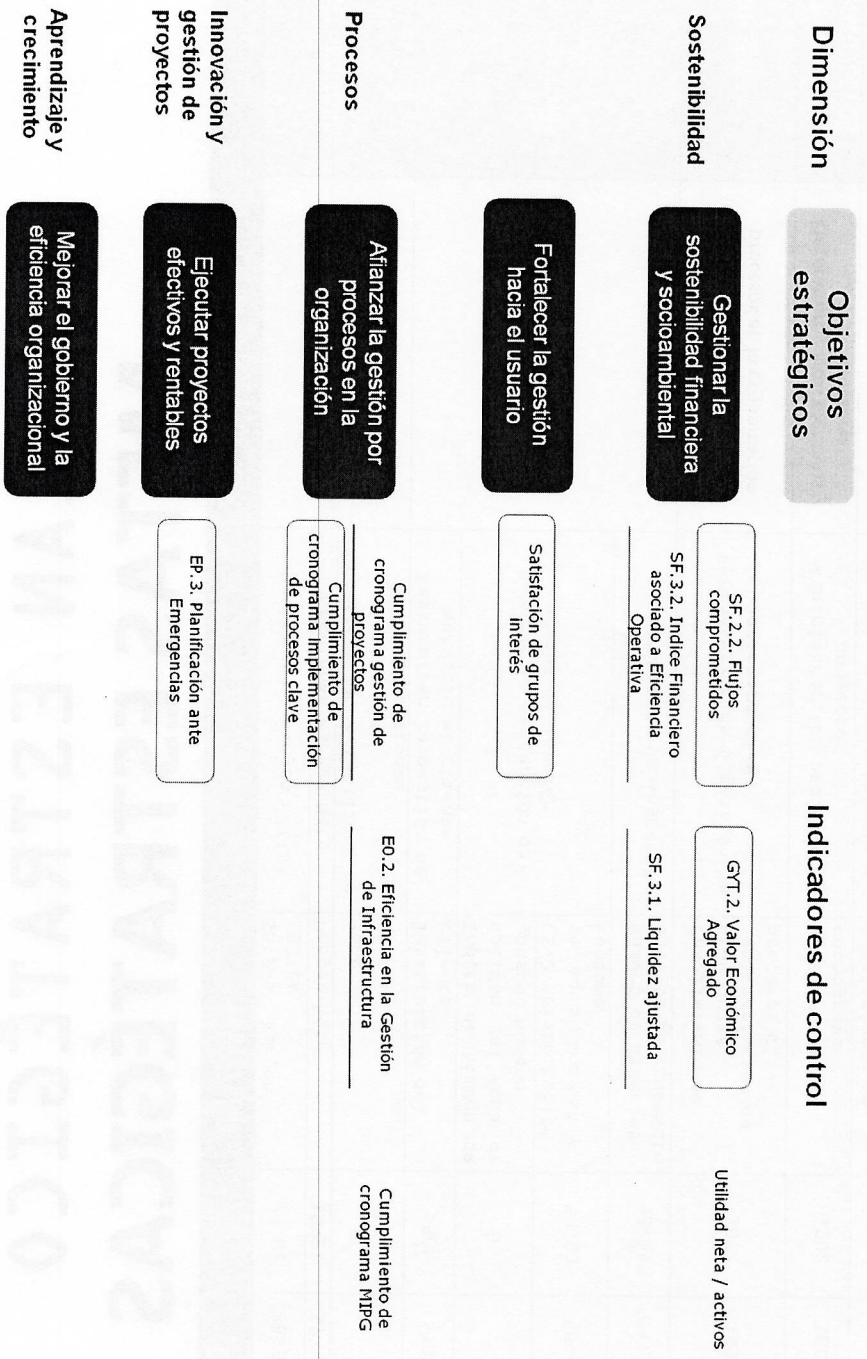 Dimensión
Objetivos
estratégicos
Indicadores de control
Sostenibilidad
Gestionar la
sostenibilidad financiera
y socioambiental
SF.2.2. Flujos
comprometidos
GYT.2. Valor Económico
Agregado
Utilidad neta / activos
SF.3.2. Indice Financiero
asociado a Eficiencia
Operativa
SF.3.1. Liquidez ajustada
Fortalecer la gestión
hacia el usuario
Satisfacción de grupos de
interés
Procesos
Afianzar la gestión por
procesos en la
organización
Cumplimiento de
cronograma gestión de
proyectos
E0.2. Eficiencia en la Gestión
de Infraestructura
Cumplimiento de
cronograma MIPG
Cumplimiento de
cronograma Implementación
de procesos clave
Innovación y
gestión de
proyectos
Ejecutar proyectos
efectivos y rentables
EP.3. Planificación ante
Emergencias
Aprendizaje y
crecimiento
Mejorar el gobierno y la
eficiencia organizacional